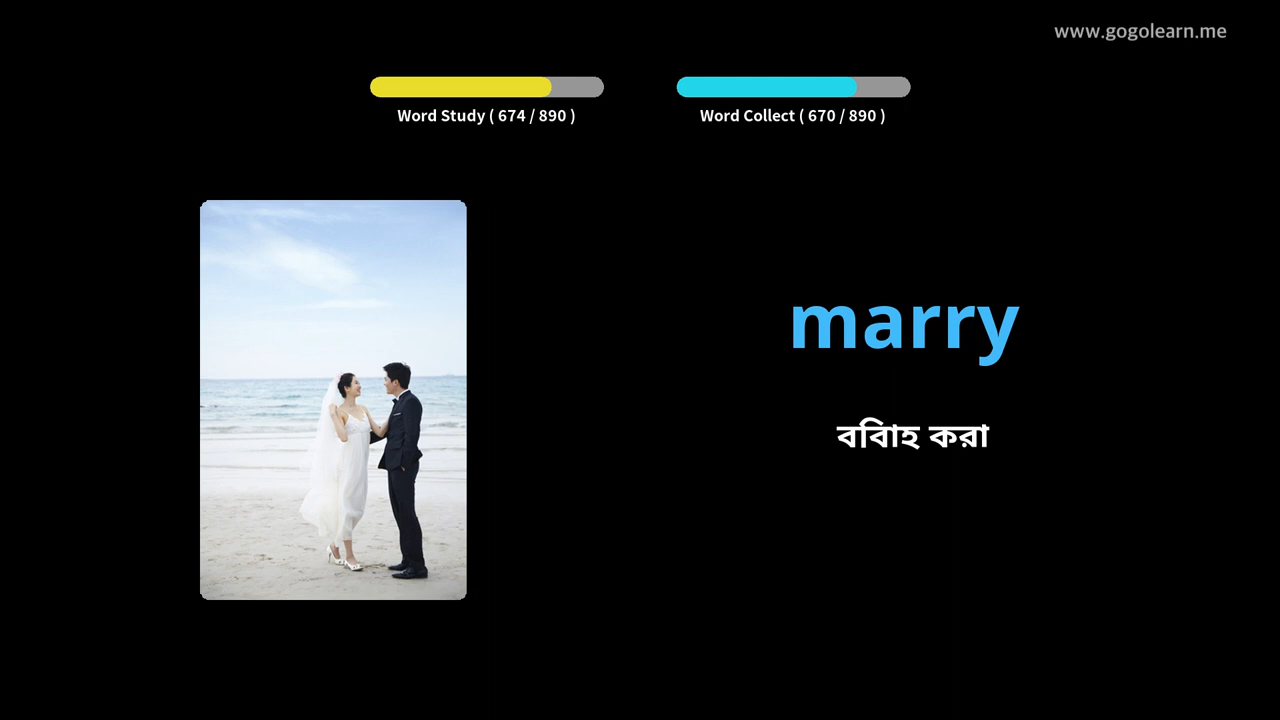 www.gogolearn.me
Word Study ( 674 / 890 )
Word Collect ( 670 / 890 )
marry
ববিাহ করা